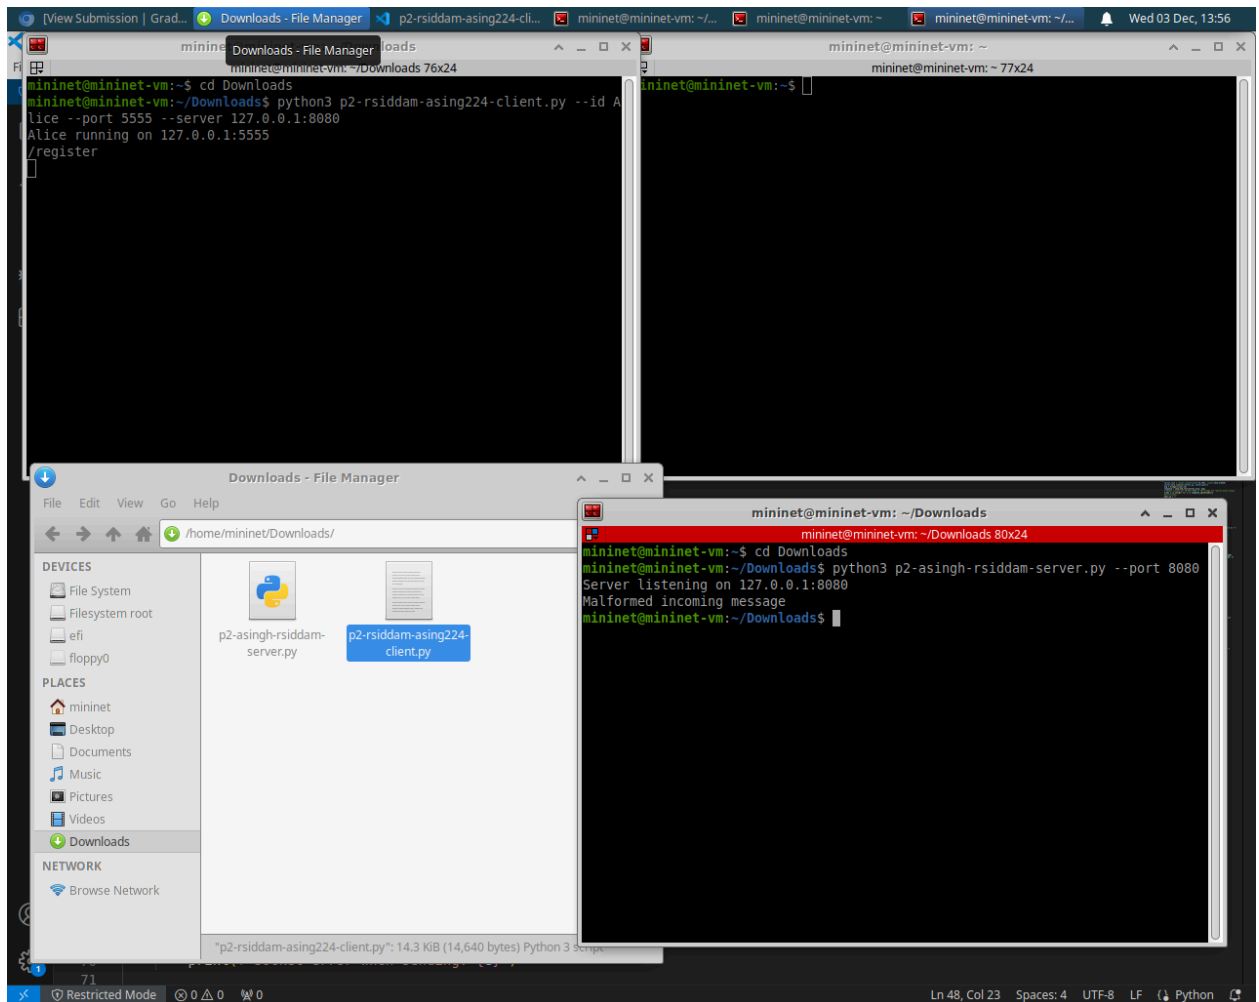 [View Submission | Grad...
Downloads - File Manager
p2-rsiddam-asing224-cli...
mininet@mininet-vm: ~/...
mininet@mininet-vm: ~
mininet@mininet-vm: ~/...
Wed 03 Dec, 13:56
Downloads - File Manager
mininet@mininet-vm: ~/Downloads 76x24
mininet@mininet-vm:~$ cd Downloads
mininet@mininet-vm:~/Downloads$ python3 p2-rsiddam-asing224-client.py --id A
lice --port 5555 --server 127.0.0.1:8080
Alice running on 127.0.0.1:5555
/register
mininet@mininet-vm: ~
mininet@mininet-vm: ~ 77x24
ininet@mininet-vm:~$
Downloads - File Manager
File Edit View Go Help
/home/mininet/Downloads/
DEVICES
File System
Filesystem root
efi
floppy0
PLACES
mininet
Desktop
Documents
Music
Pictures
Videos
Downloads
NETWORK
Browse Network
p2-asingh-rsiddam-
server.py
p2-rsiddam-asing224-
client.py
"p2-rsiddam-asing224-client.py": 14.3 KiB (14,640 bytes) Python 3 script
mininet@mininet-vm: ~/Downloads
mininet@mininet-vm: ~/Downloads 80x24
mininet@mininet-vm:~$ cd Downloads
mininet@mininet-vm:~/Downloads$ python3 p2-asingh-rsiddam-server.py --port 8080
Server listening on 127.0.0.1:8080
Malformed incoming message
mininet@mininet-vm:~/Downloads$
71
1
Restricted Mode
0 0
0
Ln 48, Col 23
Spaces: 4
UTF-8
LF
Python